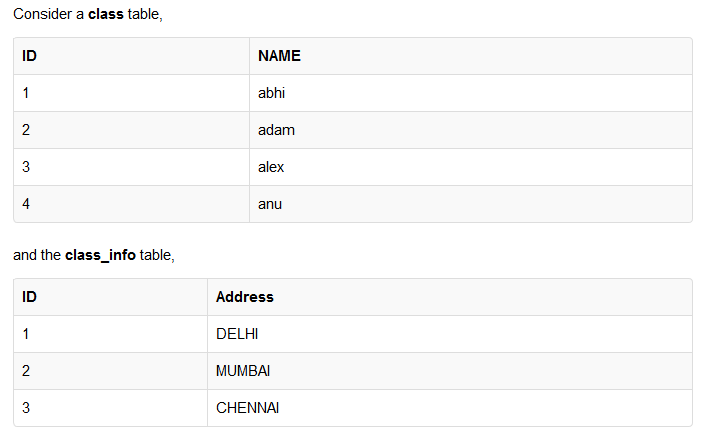 Consider a class table,
ID NAME
1 abhi
2 adam
3 alex
4 anu
and the class_info table,
ID Address
1 DELHI
2 MUMBAI
3 CHENNAI